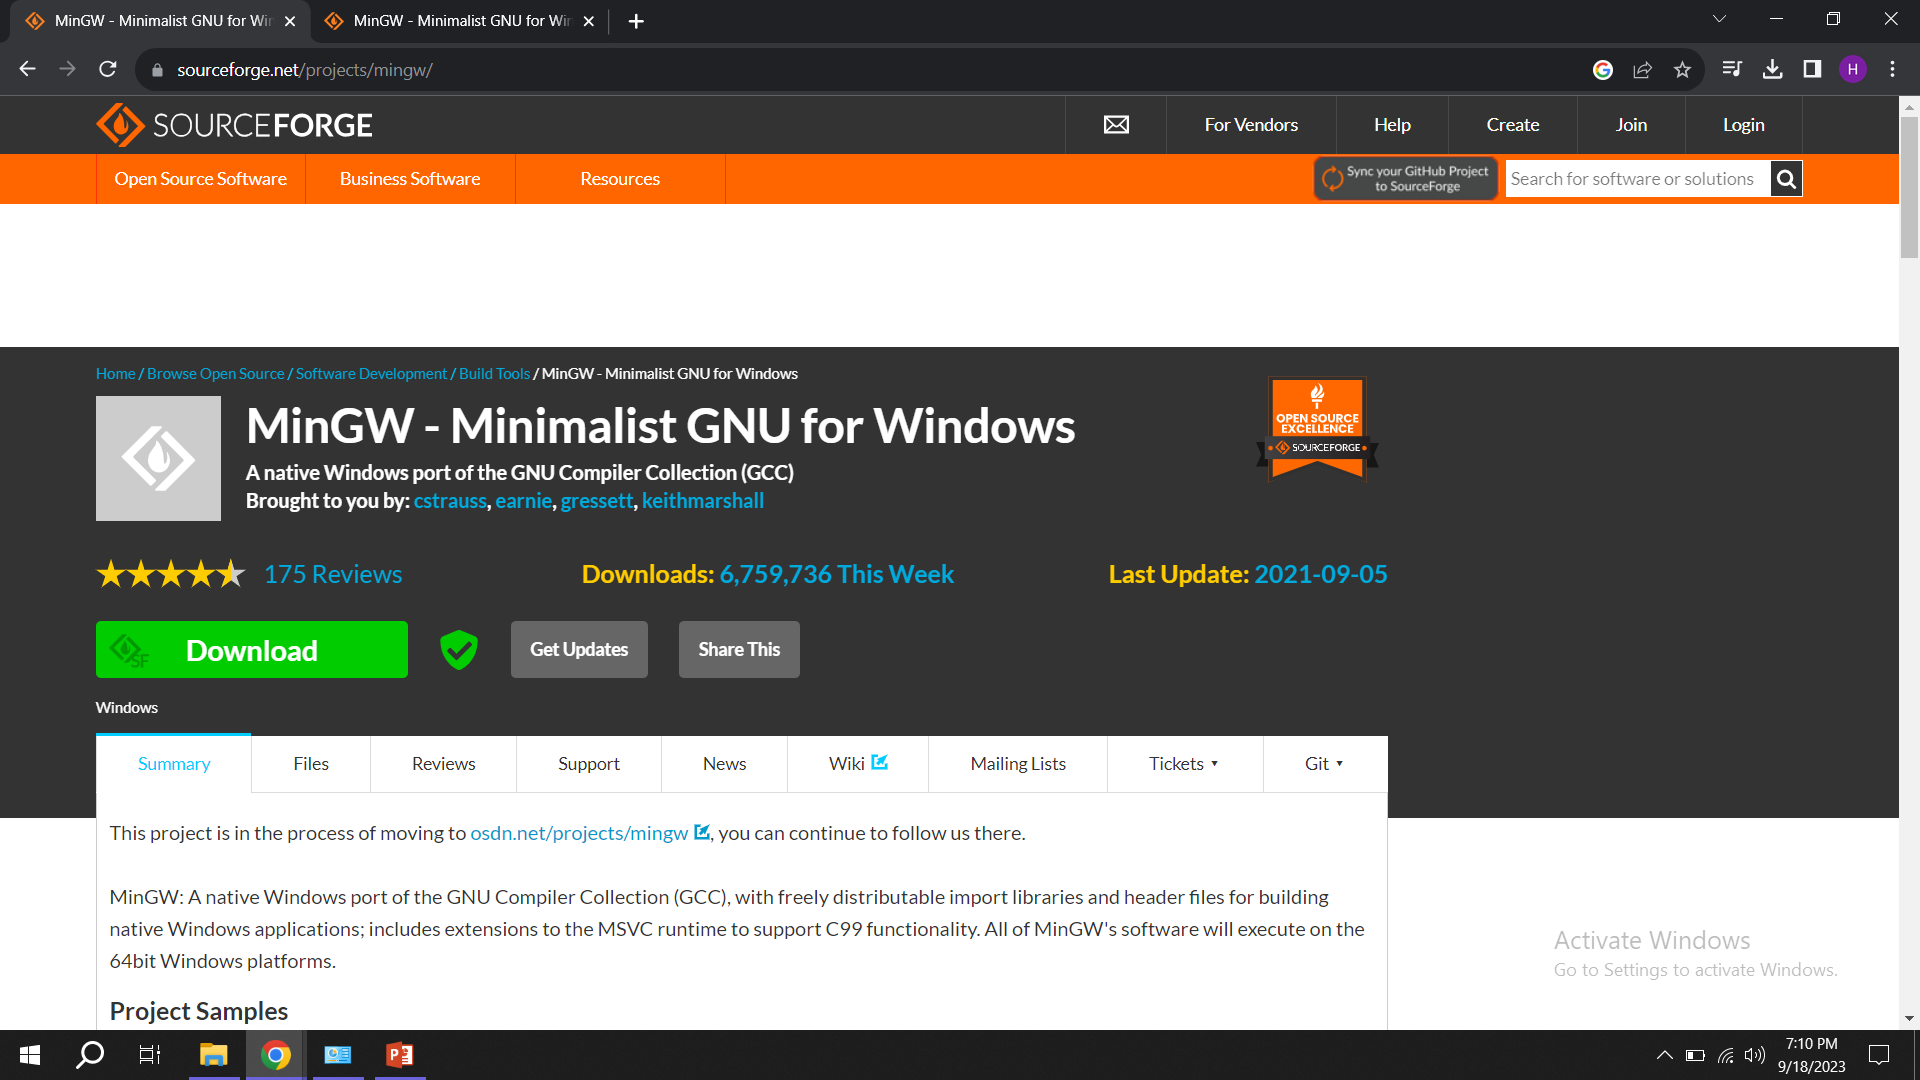 MinGW - Minimalist GNU for Win
MinGW - Minimalist GNU for Win
sourceforge.net/projects/mingw/
H
SOURCEFORGE
For Vendors
Help
Create
Join
Login
Open Source Software
Business Software
Resources
Sync your GitHub Project
to SourceForge
Search for software or solutions
Home / Browse Open Source / Software Development / Build Tools / MinGW - Minimalist GNU for Windows
MinGW - Minimalist GNU for Windows
A native Windows port of the GNU Compiler Collection (GCC)
Brought to you by: cstrauss, earnie, gressett, keithmarshall
OPEN SOURCE
EXCELLENCE
SOURCEFORGE
175 Reviews
Downloads: 6,759,736 This Week
Last Update: 2021-09-05
SF
Download
Get Updates
Share This
Windows
Summary
Files
Reviews
Support
News
Wiki
Mailing Lists
Tickets
Git
This project is in the process of moving to osdn.net/projects/mingw, you can continue to follow us there.
MinGW: A native Windows port of the GNU Compiler Collection (GCC), with freely distributable import libraries and header files for building
native Windows applications; includes extensions to the MSVC runtime to support C99 functionality. All of MinGW's software will execute on the
64bit Windows platforms.
Project Samples
Activate Windows
Go to Settings to activate Windows.
7:10 PM
9/18/2023